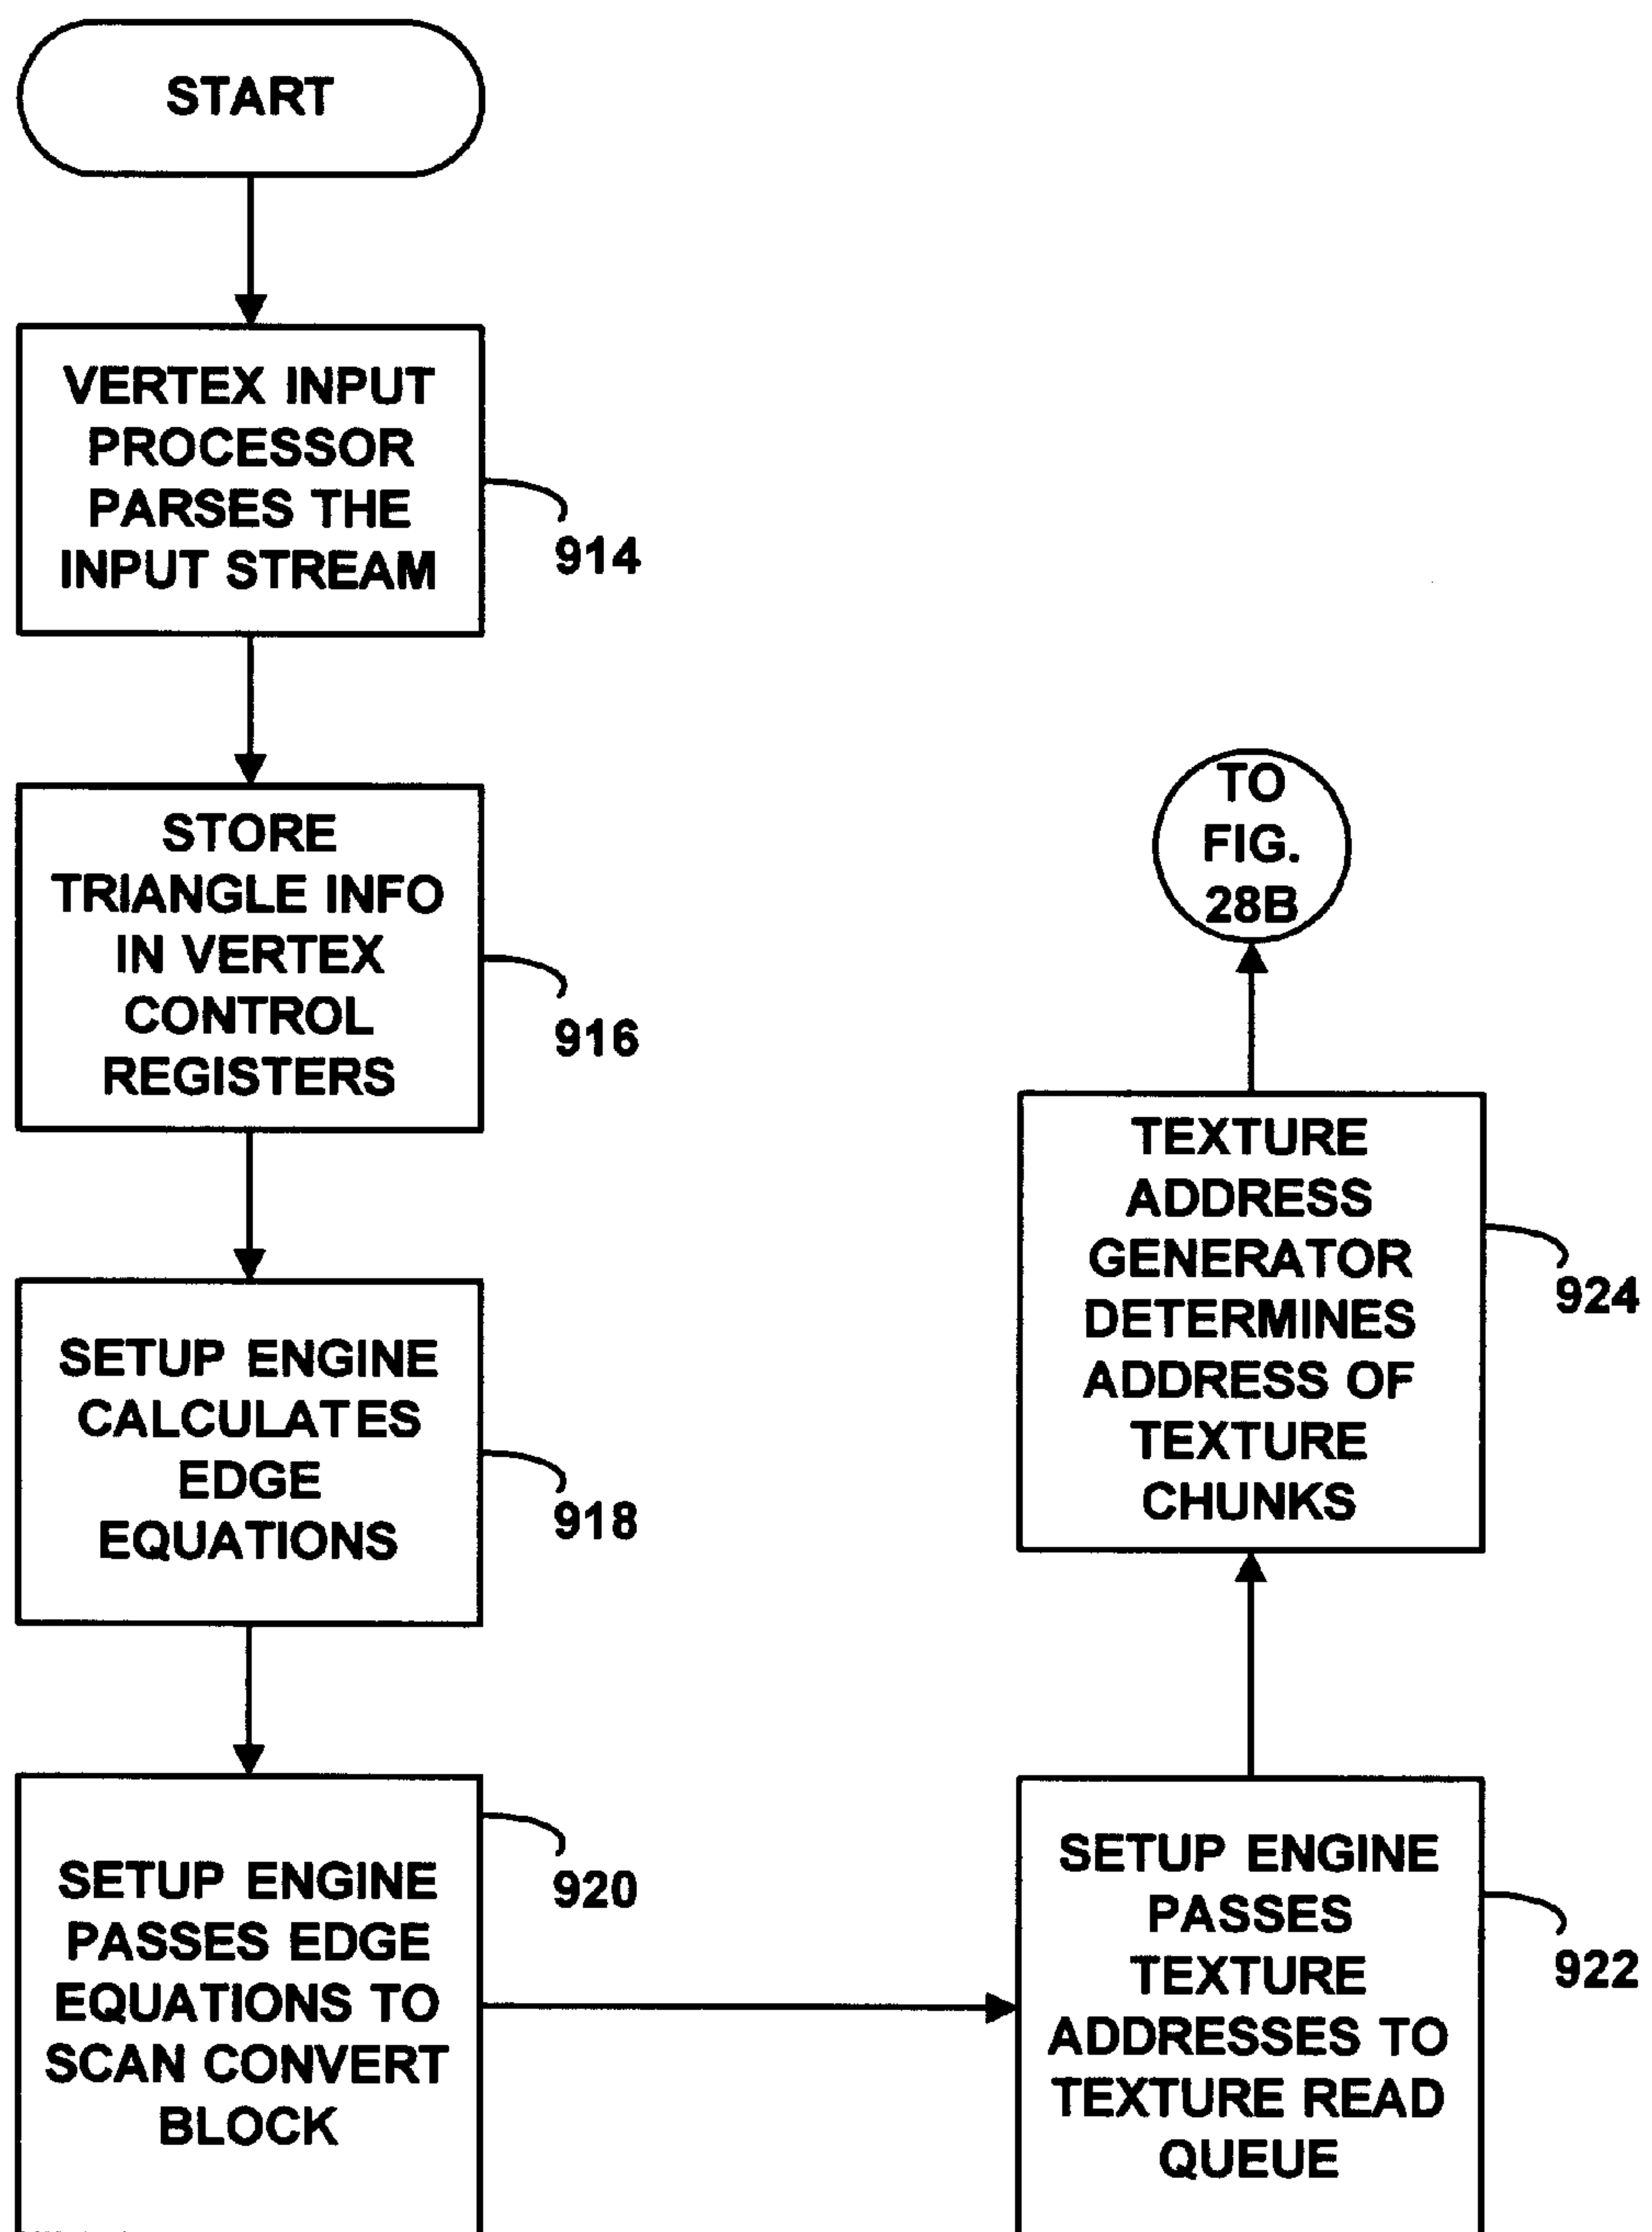 START
VERTEX INPUT
PROCESSOR
PARSES THE
INPUT STREAM
914
STORE
TRIANGLE INFO
IN VERTEX
CONTROL
REGISTERS
916
SETUP ENGINE
CALCULATES
EDGE
EQUATIONS
918
SETUP ENGINE
PASSES EDGE
EQUATIONS TO
SCAN CONVERT
BLOCK
920
SETUP ENGINE
PASSES
TEXTURE
ADDRESSES TO
TEXTURE READ
QUEUE
922
TEXTURE
ADDRESS
GENERATOR
DETERMINES
ADDRESS OF
TEXTURE
CHUNKS
924
TO
FIG.
28B